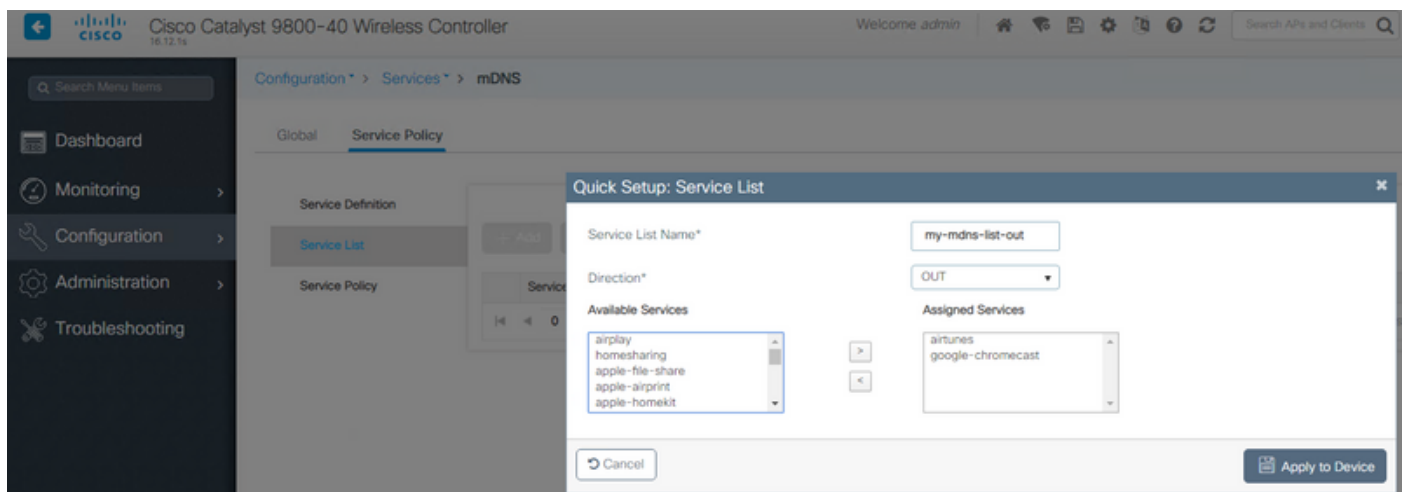 CISCO
Cisco Catalyst 9800-40 Wireless Controller
16.12.1s
Welcome admin
Search APs and Clients
Search Menu Items
Dashboard
Monitoring
Configuration
Administration
Troubleshooting
Configuration > Services > mDNS
Global Service Policy
Service Definition
Service List
Service Policy
+ Add
Service
0
Quick Setup: Service List
Service List Name* my-mdns-list-out
Direction* OUT
Available Services Assigned Services
airplay
homesharing
apple-file-share
apple-airprint
apple-homekit
>
<
airtunes
google-chromecast
Cancel Apply to Device